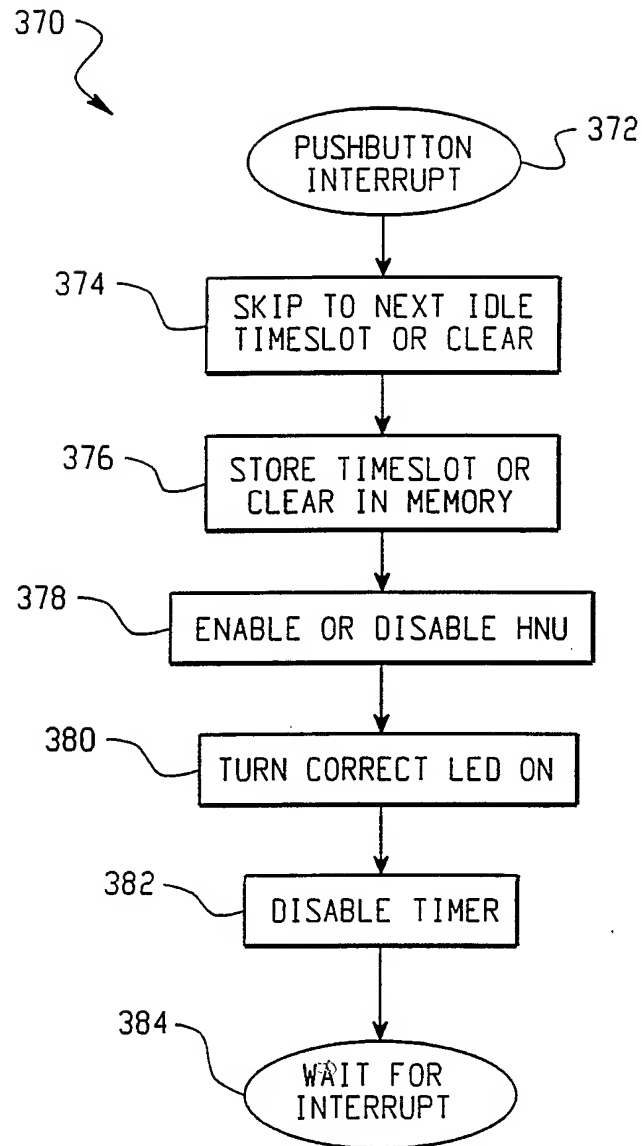 370
PUSHBUTTON
INTERRUPT
372
374
SKIP TO NEXT IDLE
TIMESLOT OR CLEAR
376
STORE TIMESLOT OR
CLEAR IN MEMORY
378
ENABLE OR DISABLE HNU
380
TURN CORRECT LED ON
382
DISABLE TIMER
384
WAIT FOR
INTERRUPT